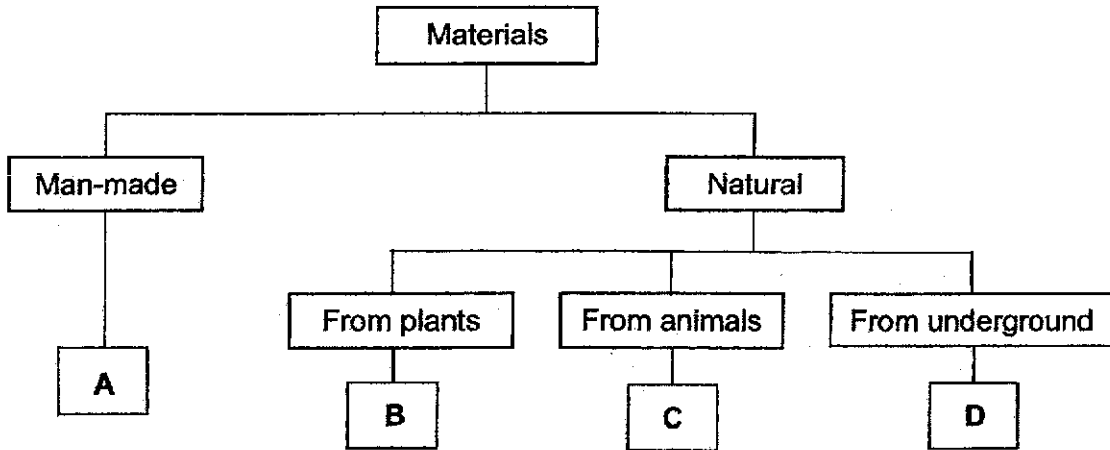 Materials
Man-made
Natural
From plants
From animals
From underground
A
B
C
D